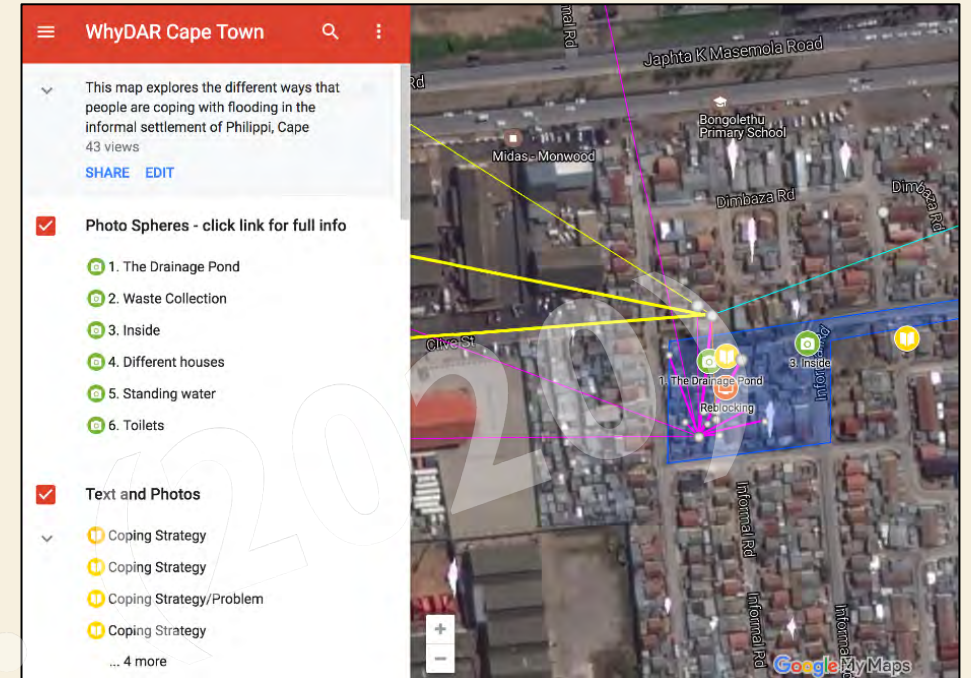 WhyDAR Cape Town
This map explores the different ways that
people are coping with flooding in the
informal settlement of Philippi, Cape
43 views
SHARE EDIT
Photo Spheres - click link for full info
1. The Drainage Pond
2. Waste Collection
3. Inside
4. Different houses
5. Standing water
6. Toilets
Text and Photos
Coping Strategy
Coping Strategy
Coping Strategy/Problem
Coping Strategy
... 4 more
mal Rd
Japhta K Masemola Road
Rd
Bongolethu
Primary School
Midas - Monwood
Dimbaza Rd
Dimbaza Rd
Clive St
3. Inside
1. The Drainage Pond
Reblocking
Informal Rd
Informal Rd
Informal
+
−
Google My Maps
(2020)